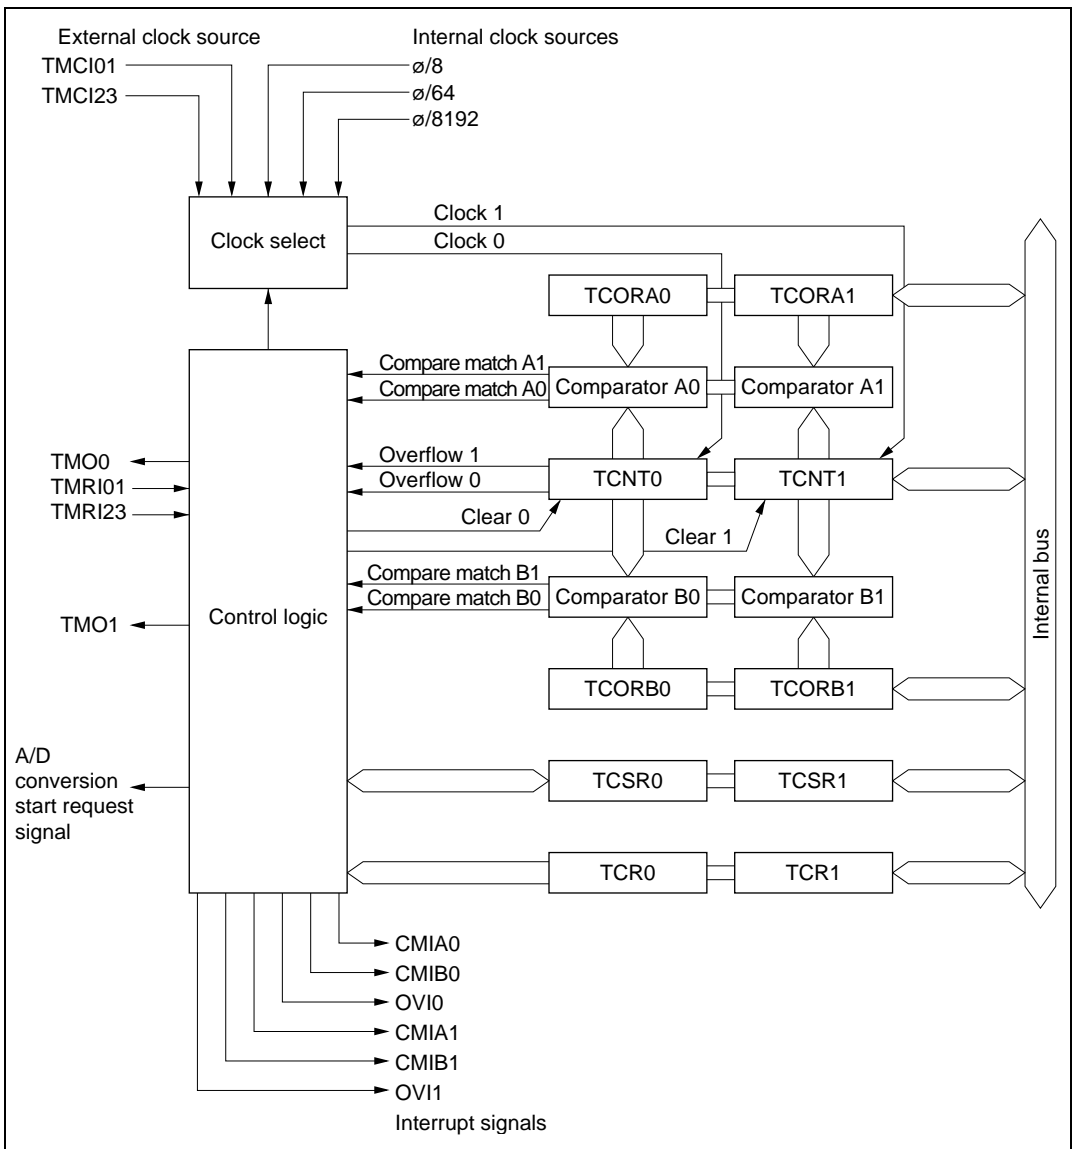 External clock source
Internal clock sources
TMCI01
TMCI23
ø/8
ø/64
ø/8192
Clock select
Clock 1
Clock 0
TCORA0
TCORA1
Compare match A1
Compare match A0
Comparator A0
Comparator A1
TMO0
TMRI01
TMRI23
Overflow 1
Overflow 0
TCNT0
TCNT1
Clear 0
Clear 1
Internal bus
Compare match B1
Compare match B0
Comparator B0
Comparator B1
TMO1
Control logic
TCORB0
TCORB1
A/D
conversion
start request
signal
TCSR0
TCSR1
TCR0
TCR1
CMIA0
CMIB0
OVI0
CMIA1
CMIB1
OVI1
Interrupt signals